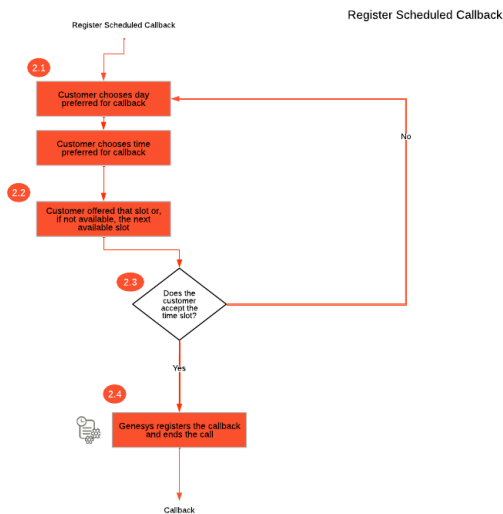 Register Scheduled Callback
Register Scheduled Callback
2.1
Customer chooses day
preferred for callback
No
Customer chooses time
preferred for callback
2.2
Customer offered that slot or,
if not available, the next
available slot
2.3
Does the
customer
accept the
time slot?
Yes
2.4
Genesys registers the callback
and ends the call
Callback